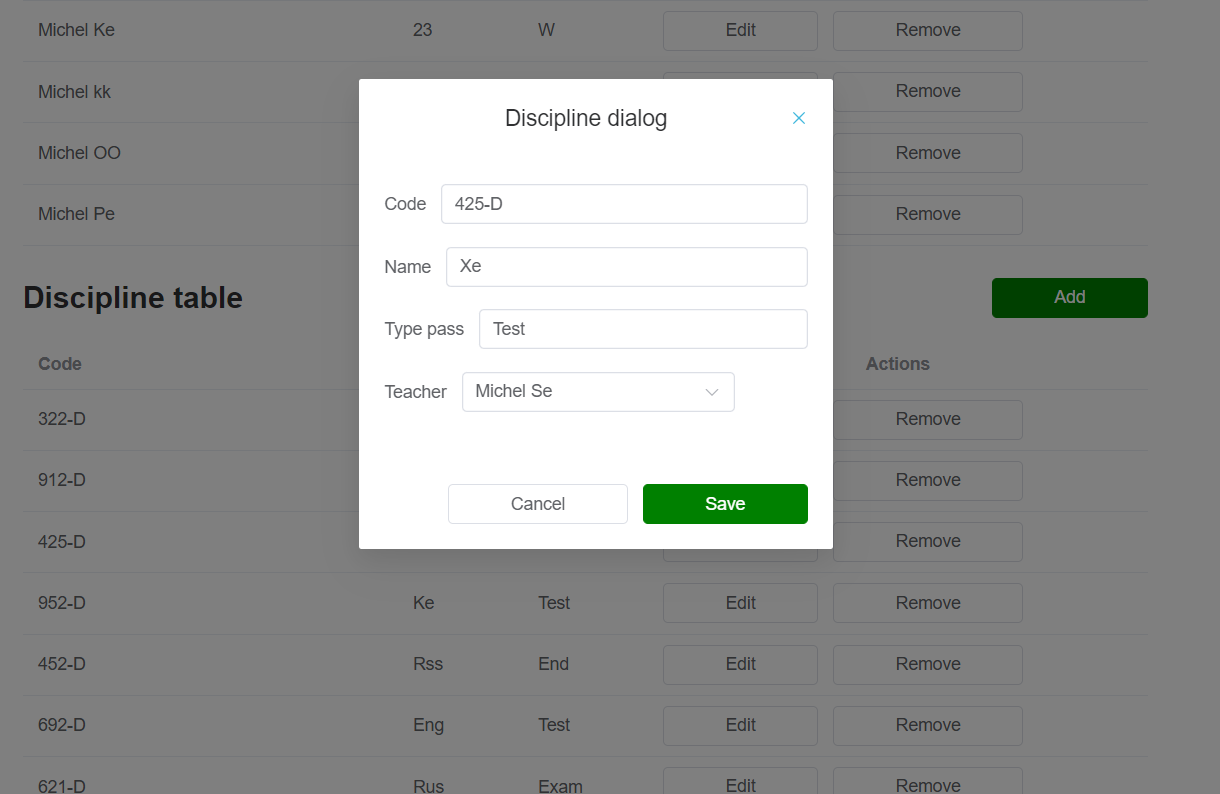 Michel Ke 23 W Edit Remove
Michel kk Remove
Discipline dialog
Michel OO Remove
Code 425-D
Michel Pe Remove
Name Xe
Discipline table Add
Type pass Test
Code Actions
Teacher Michel Se
322-D Remove
912-D Remove
Cancel Save
425-D Remove
952-D Ke Test Edit Remove
452-D Rss End Edit Remove
692-D Eng Test Edit Remove
621-D Rus Exam Edit Remove